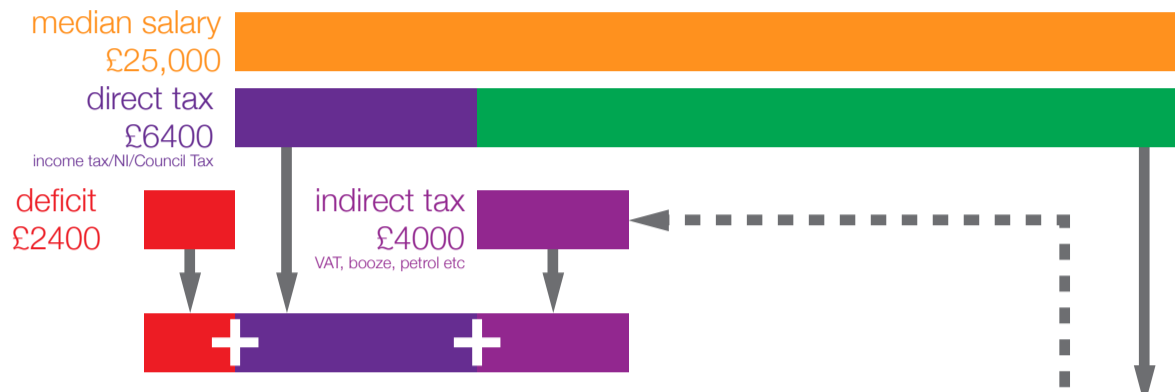 median salary
£25,000
direct tax
£6400
income tax/NI/Council Tax
deficit
£2400
indirect tax
£4000
VAT, booze, petrol etc
+
+